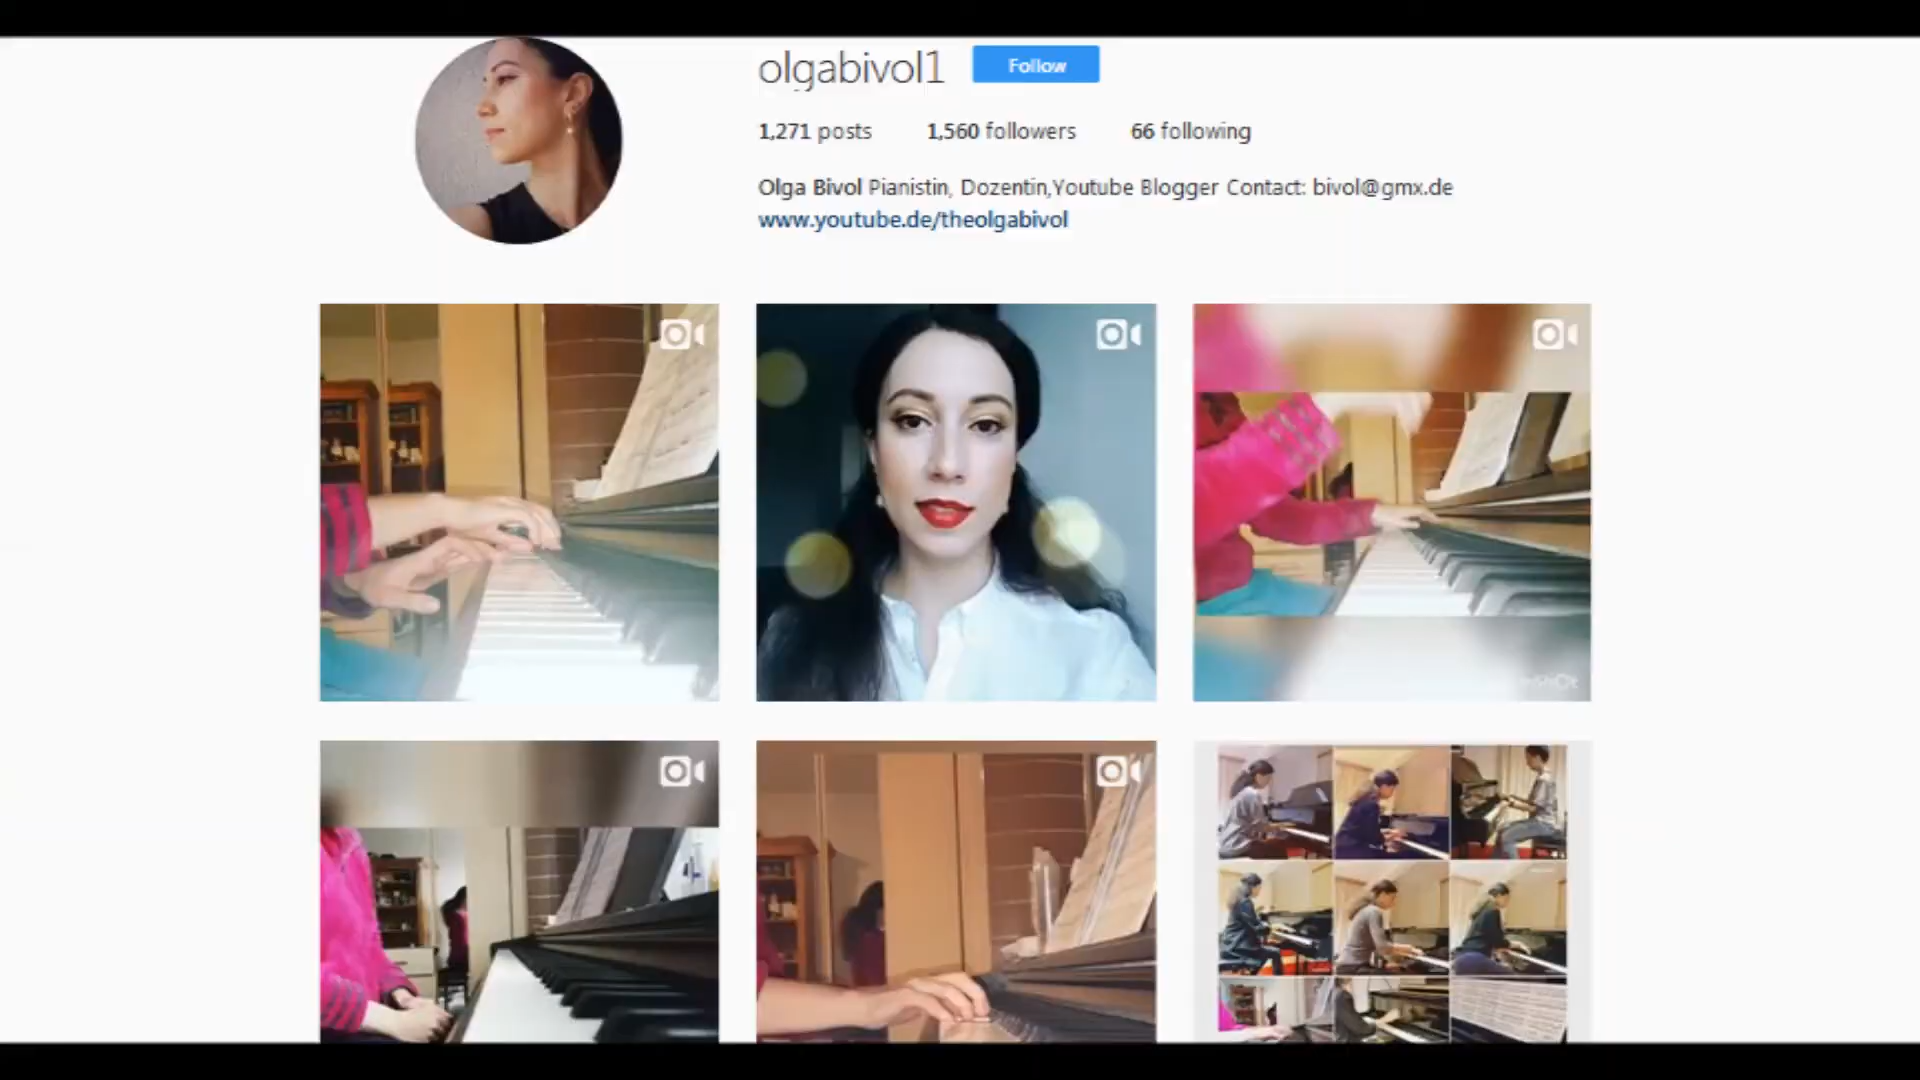 olgabivol1 Follow
1,271 posts 1,560 followers 66 following
Olga Bivol Pianistin, Dozentin,Youtube Blogger Contact: bivol@gmx.de
www.youtube.de/theolgabivol